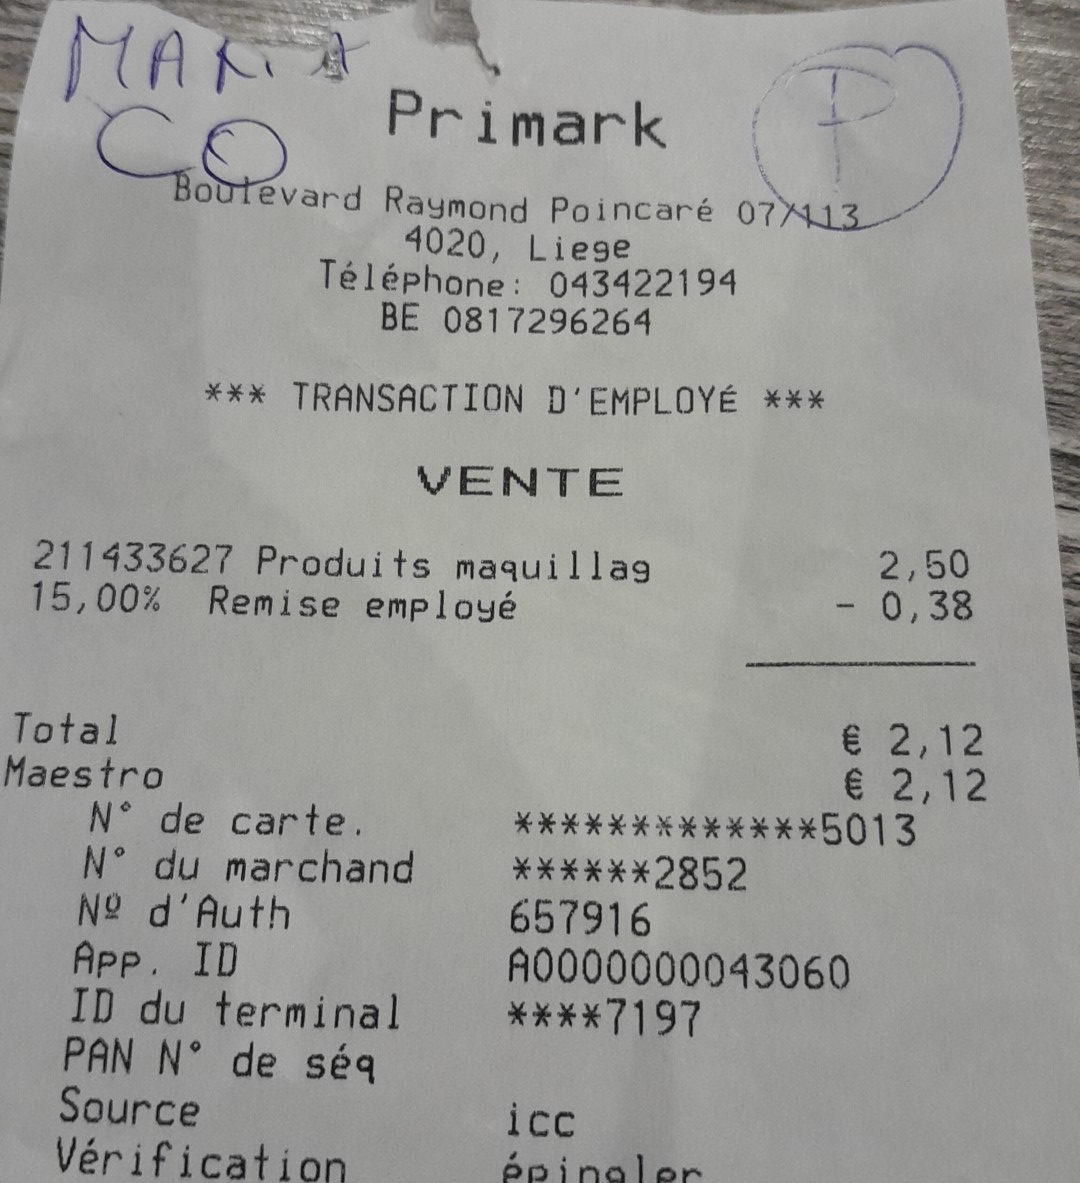 CO
P
Primark
Boulevard Raymond Poincaré 07/113
4020, Liege
Téléphone: 043422194
BE 0817296264
*** TRANSACTION D'EMPLOYÉ ***
VENTE
211433627 Produits maquillag 2,50
15,00% Remise employé - 0,38
Total € 2,12
Maestro € 2,12
N° de carte. *************5013
N° du marchand ******2852
Nº d'Auth 657916
App. ID A0000000043060
ID du terminal ****7197
PAN N° de séq
Source icc
Vérification épingler